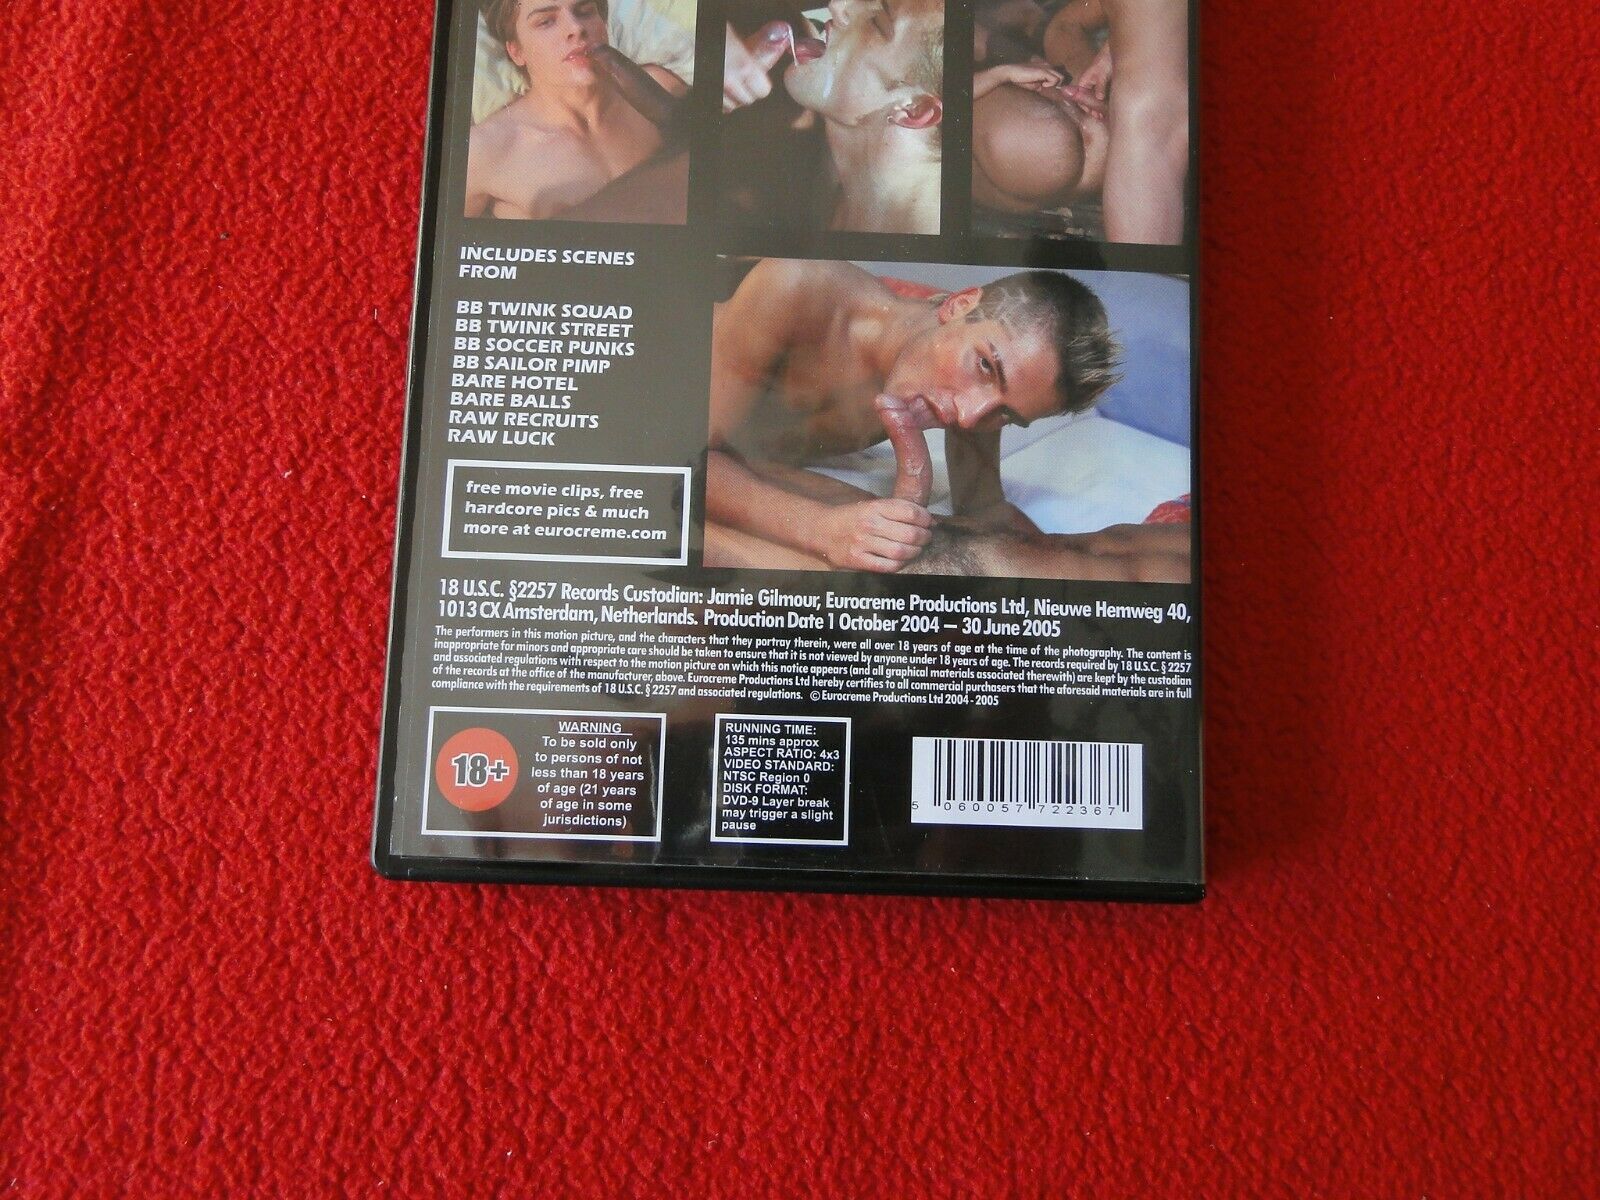 INCLUDES SCENES
FROM
BB TWINK SQUAD
BB TWINK STREET
BB SOCCER PUNKS
BB SAILOR PIMP
BARE HOTEL
BARE BALLS
RAW RECRUITS
RAW LUCK
free movie clips, free
hardcore pics & much
more at eurocreme.com
18 U.S.C. §2257 Records Custodian: Jamie Gilmour, Eurocreme Productions Ltd, Nieuwe Hemweg 40,
1013 CX Amsterdam, Netherlands. Production Date 1 October 2004 – 30 June 2005
The performers in this motion picture, and the characters that they portray therein, were all over 18 years of age at the time of the photography. The content is
inappropriate for minors and appropriate care should be taken to ensure that it is not viewed by anyone under 18 years of age. The records required by 18 U.S.C. § 2257
and associated regulations with respect to the motion picture on which this notice appears (and all graphical materials associated therewith) are kept by the custodian
of the records at the office of the manufacturer, above. Eurocreme Productions Ltd hereby certifies to all commercial purchasers that the aforesaid materials are in full
compliance with the requirements of 18 U.S.C. § 2257 and associated regulations. © Eurocreme Productions Ltd 2004 - 2005
18+
WARNING
To be sold only
to persons of not
less than 18 years
of age (21 years
of age in some
jurisdictions)
RUNNING TIME:
135 mins approx
ASPECT RATIO: 4x3
VIDEO STANDARD:
NTSC Region 0
DISK FORMAT:
DVD-9 Layer break
may trigger a slight
pause
5 060057 722367